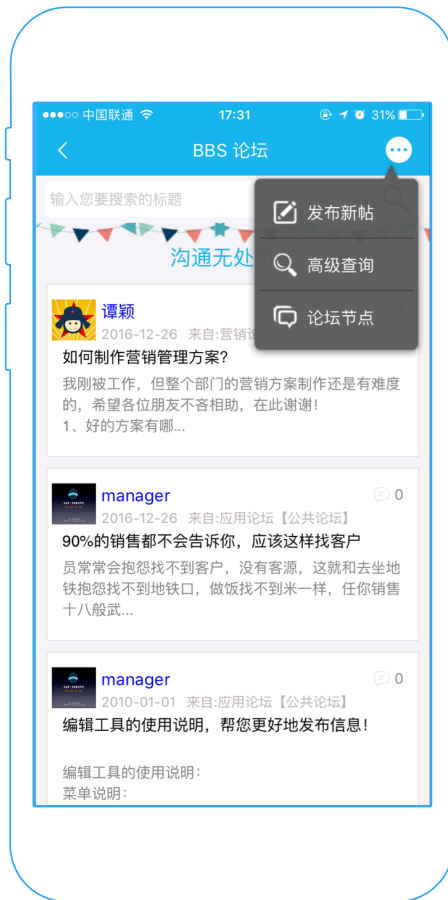 中国联通 17:31 31%
BBS 论坛
输入您要搜索的标题
发布新帖
高级查询
论坛节点
沟通无处
谭颖
2016-12-26 来自:营销
如何制作营销管理方案?
我刚被工作，但整个部门的营销方案制作还是有难度
的，希望各位朋友不吝相助，在此谢谢！
1、好的方案有哪...
manager 0
2016-12-26 来自:应用论坛【公共论坛】
90%的销售都不会告诉你，应该这样找客户
员常常会抱怨找不到客户，没有客源，这就和去坐地
铁抱怨找不到地铁口，做饭找不到米一样，任你销售
十八般武...
manager 0
2010-01-01 来自:应用论坛【公共论坛】
编辑工具的使用说明，帮您更好地发布信息！
编辑工具的使用说明：
菜单说明：